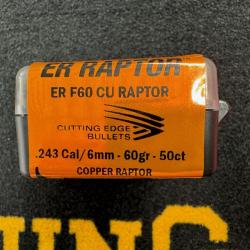 ER RAPTOR
ER F60 CU RAPTOR
CUTTING EDGE
BULLETS
.243 Cal/6mm - 60gr - 50ct
COPPER RAPTOR